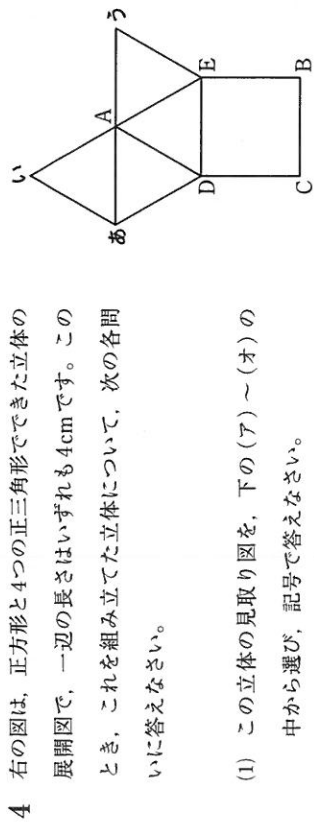 4 右の図は，正方形と4つの正三角形でできた立体の
展開図で，一辺の長さはいずれも4cmです。この
とき，これを組み立てた立体について，次の各問
いに答えなさい。
(1) この立体の見取り図を，下の(ア)～(オ)の
中から選び，記号で答えなさい。
い
あ
A
う
D
E
C
B